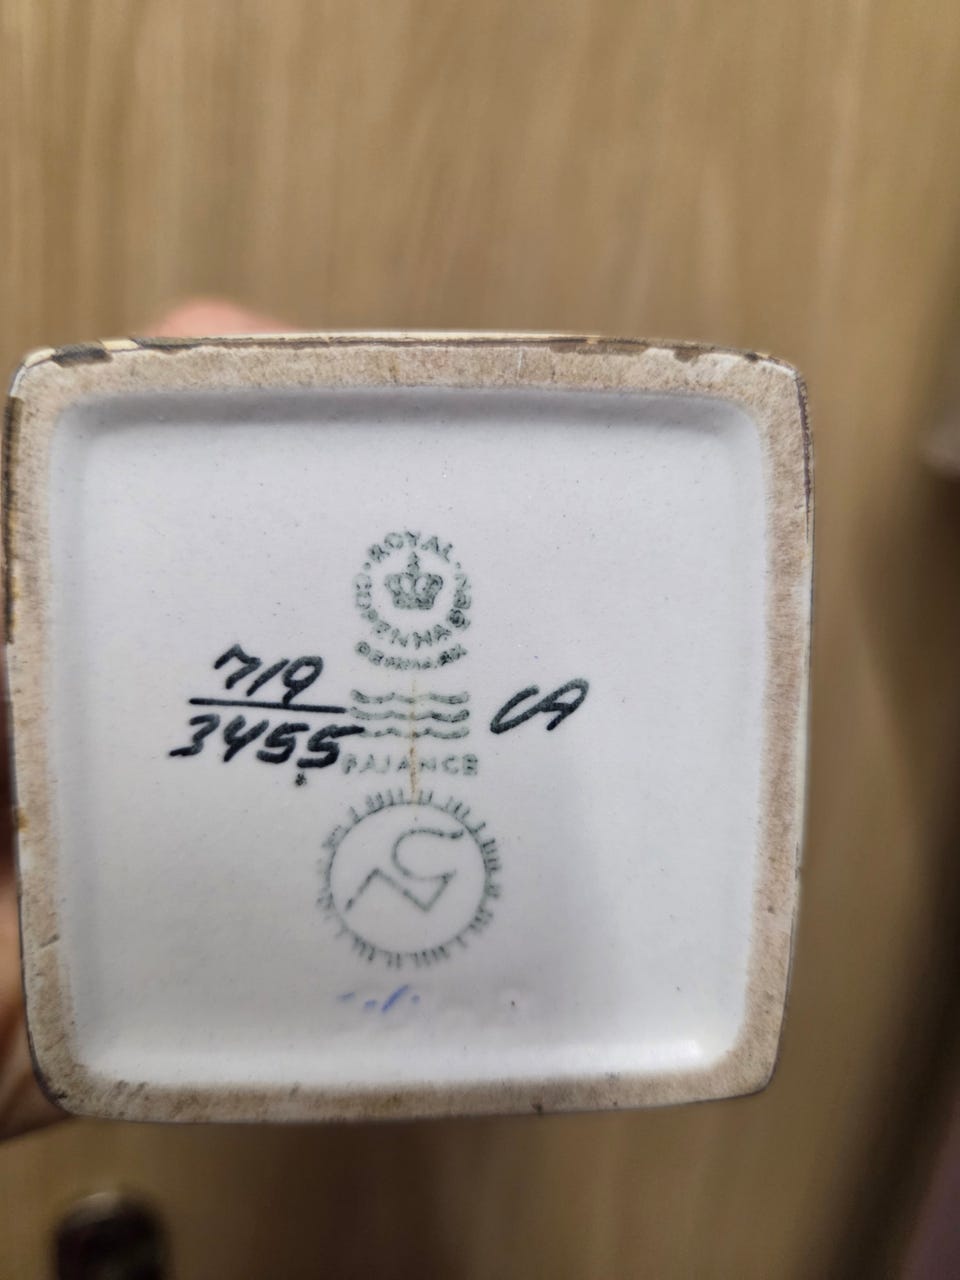 ROYAL COPENHAGEN
DENMARK
719
3455
CA
FAJANCE